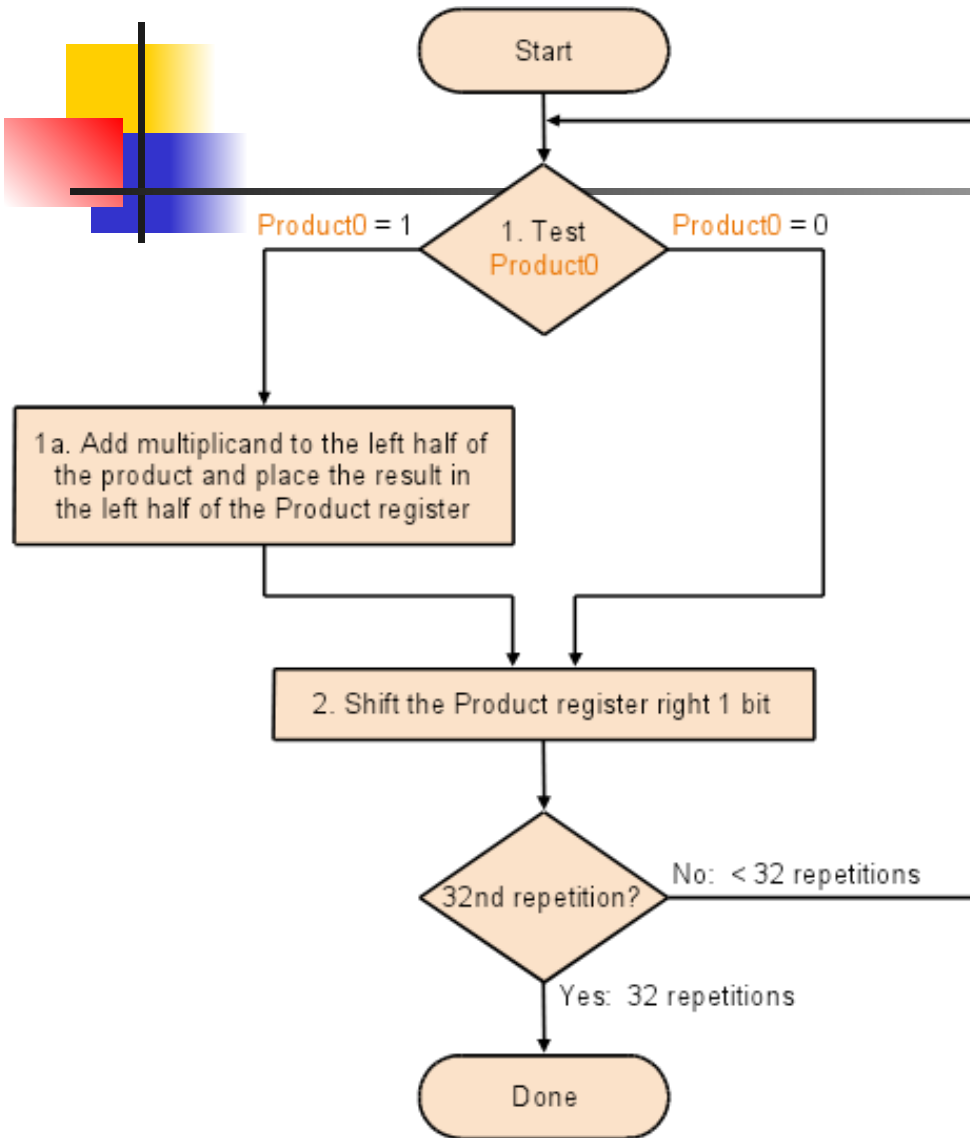 Start
Product0 = 1
1. Test
Product0
Product0 = 0
1a. Add multiplicand to the left half of
the product and place the result in
the left half of the Product register
2. Shift the Product register right 1 bit
32nd repetition?
No:  < 32 repetitions
Yes:  32 repetitions
Done